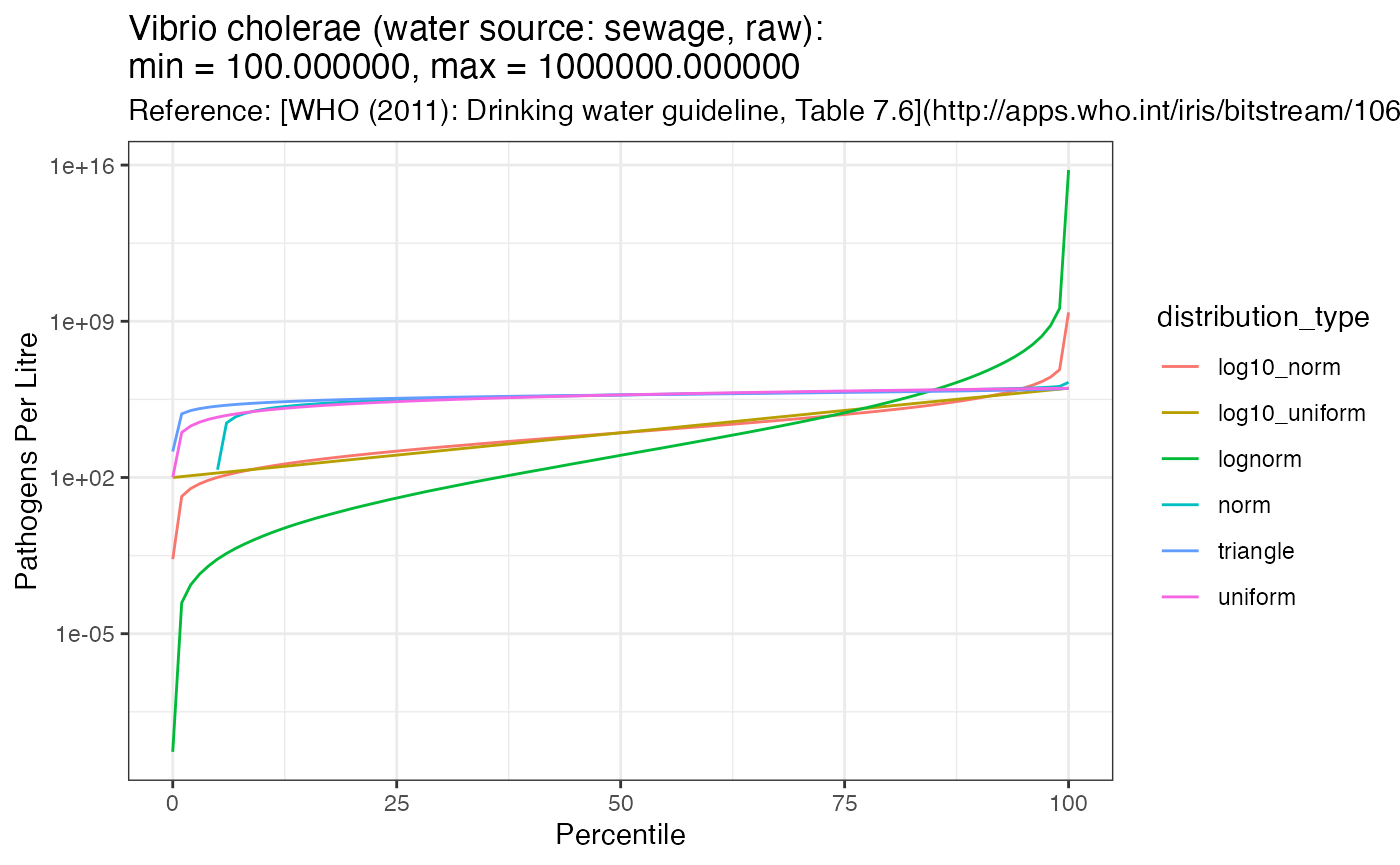 Vibrio cholerae (water source: sewage, raw):
min = 100.000000, max = 1000000.000000
Reference: [WHO (2011): Drinking water guideline, Table 7.6](http://apps.who.int/iris/bitstream/106
1e+16
1e+09
1e+02
1e-05
Pathogens Per Litre
0 25 50 75 100
Percentile
distribution_type
log10_norm
log10_uniform
lognorm
norm
triangle
uniform